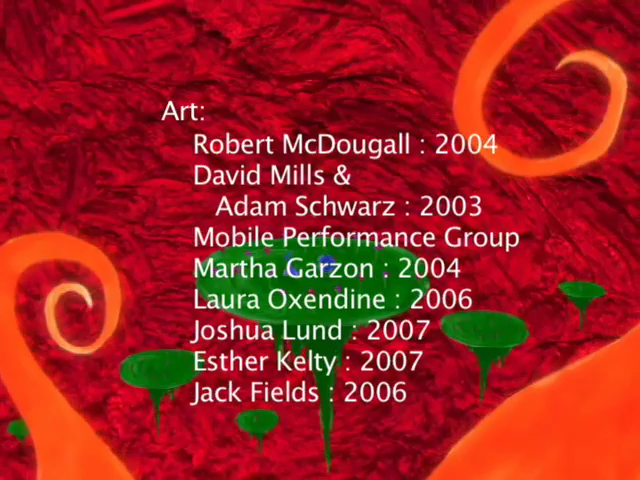 Art:
Robert McDougall : 2004
David Mills &
Adam Schwarz : 2003
Mobile Performance Group
Martha Garzon : 2004
Laura Oxendine : 2006
Joshua Lund : 2007
Esther Kelty : 2007
Jack Fields : 2006